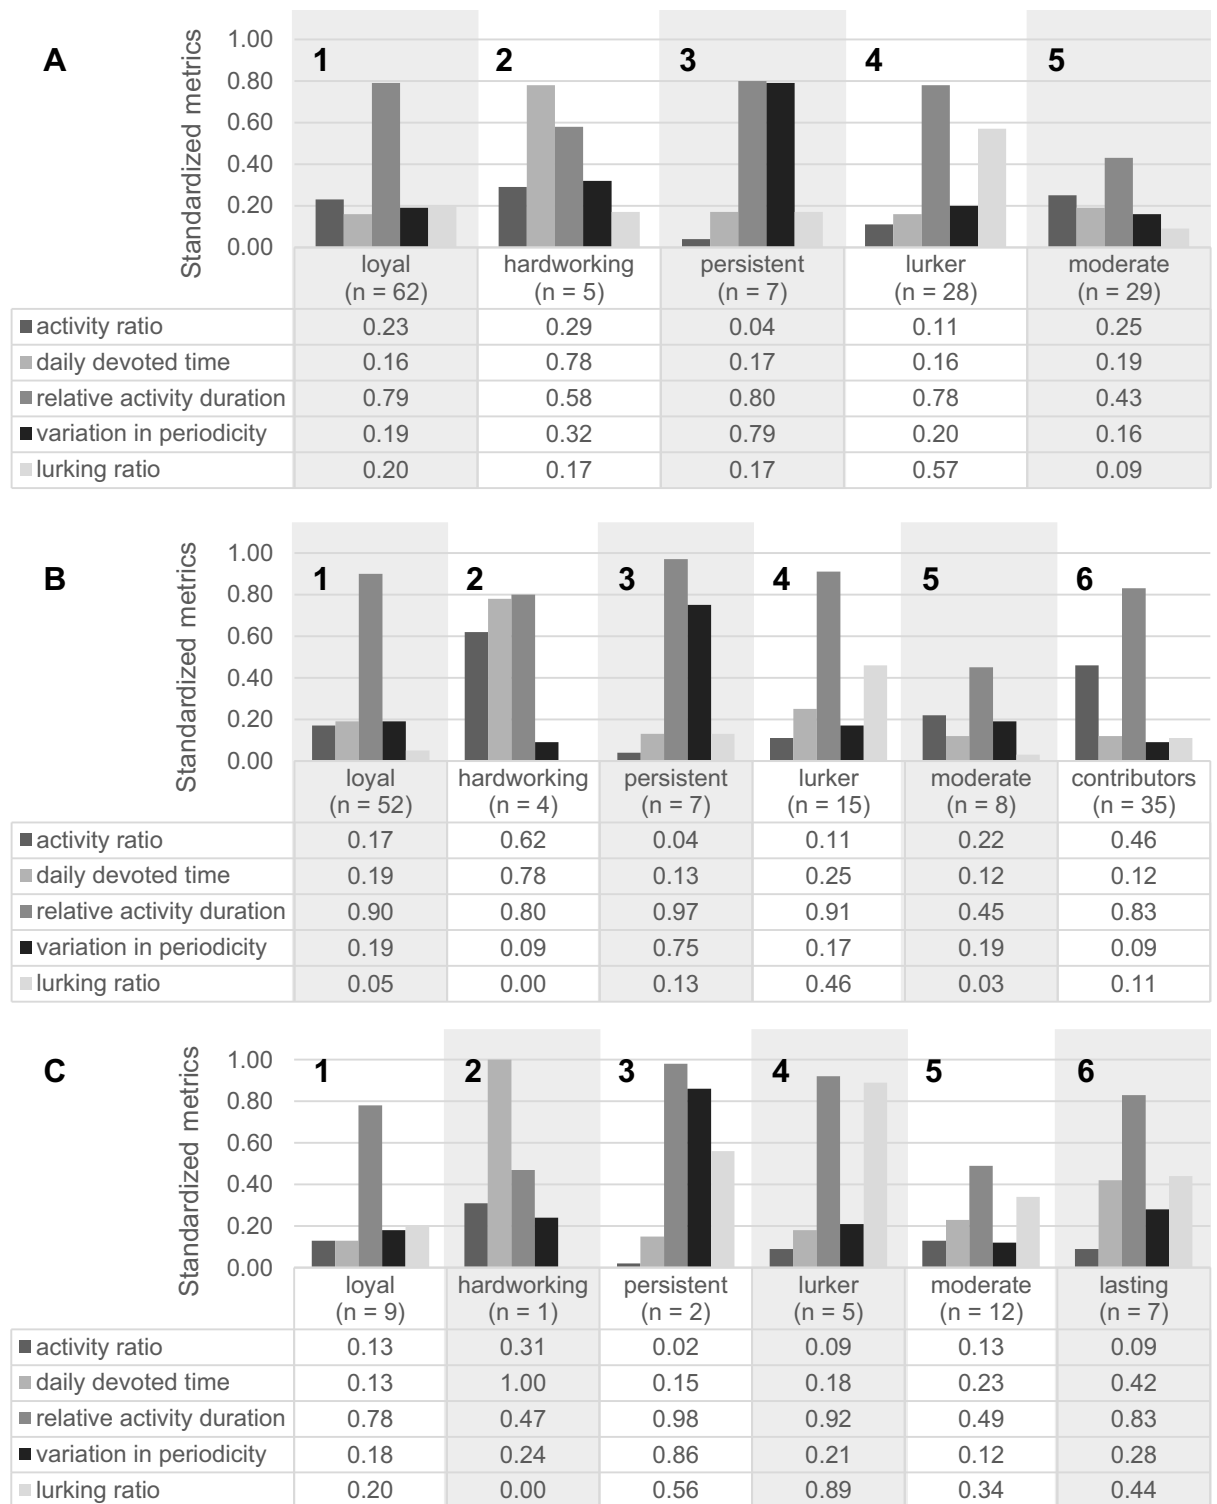 A
Standardized metrics
1.00
0.80
0.60
0.40
0.20
0.00
1 2 3 4 5
loyal hardworking persistent lurker moderate
(n = 62) (n = 5) (n = 7) (n = 28) (n = 29)
activity ratio 0.23 0.29 0.04 0.11 0.25
daily devoted time 0.16 0.78 0.17 0.16 0.19
relative activity duration 0.79 0.58 0.80 0.78 0.43
variation in periodicity 0.19 0.32 0.79 0.20 0.16
lurking ratio 0.20 0.17 0.17 0.57 0.09
B
Standardized metrics
1.00
0.80
0.60
0.40
0.20
0.00
1 2 3 4 5 6
loyal hardworking persistent lurker moderate contributors
(n = 52) (n = 4) (n = 7) (n = 15) (n = 8) (n = 35)
activity ratio 0.17 0.62 0.04 0.11 0.22 0.46
daily devoted time 0.19 0.78 0.13 0.25 0.12 0.12
relative activity duration 0.90 0.80 0.97 0.91 0.45 0.83
variation in periodicity 0.19 0.09 0.75 0.17 0.19 0.09
lurking ratio 0.05 0.00 0.13 0.46 0.03 0.11
C
Standardized metrics
1.00
0.80
0.60
0.40
0.20
0.00
1 2 3 4 5 6
loyal hardworking persistent lurker moderate lasting
(n = 9) (n = 1) (n = 2) (n = 5) (n = 12) (n = 7)
activity ratio 0.13 0.31 0.02 0.09 0.13 0.09
daily devoted time 0.13 1.00 0.15 0.18 0.23 0.42
relative activity duration 0.78 0.47 0.98 0.92 0.49 0.83
variation in periodicity 0.18 0.24 0.86 0.21 0.12 0.28
lurking ratio 0.20 0.00 0.56 0.89 0.34 0.44